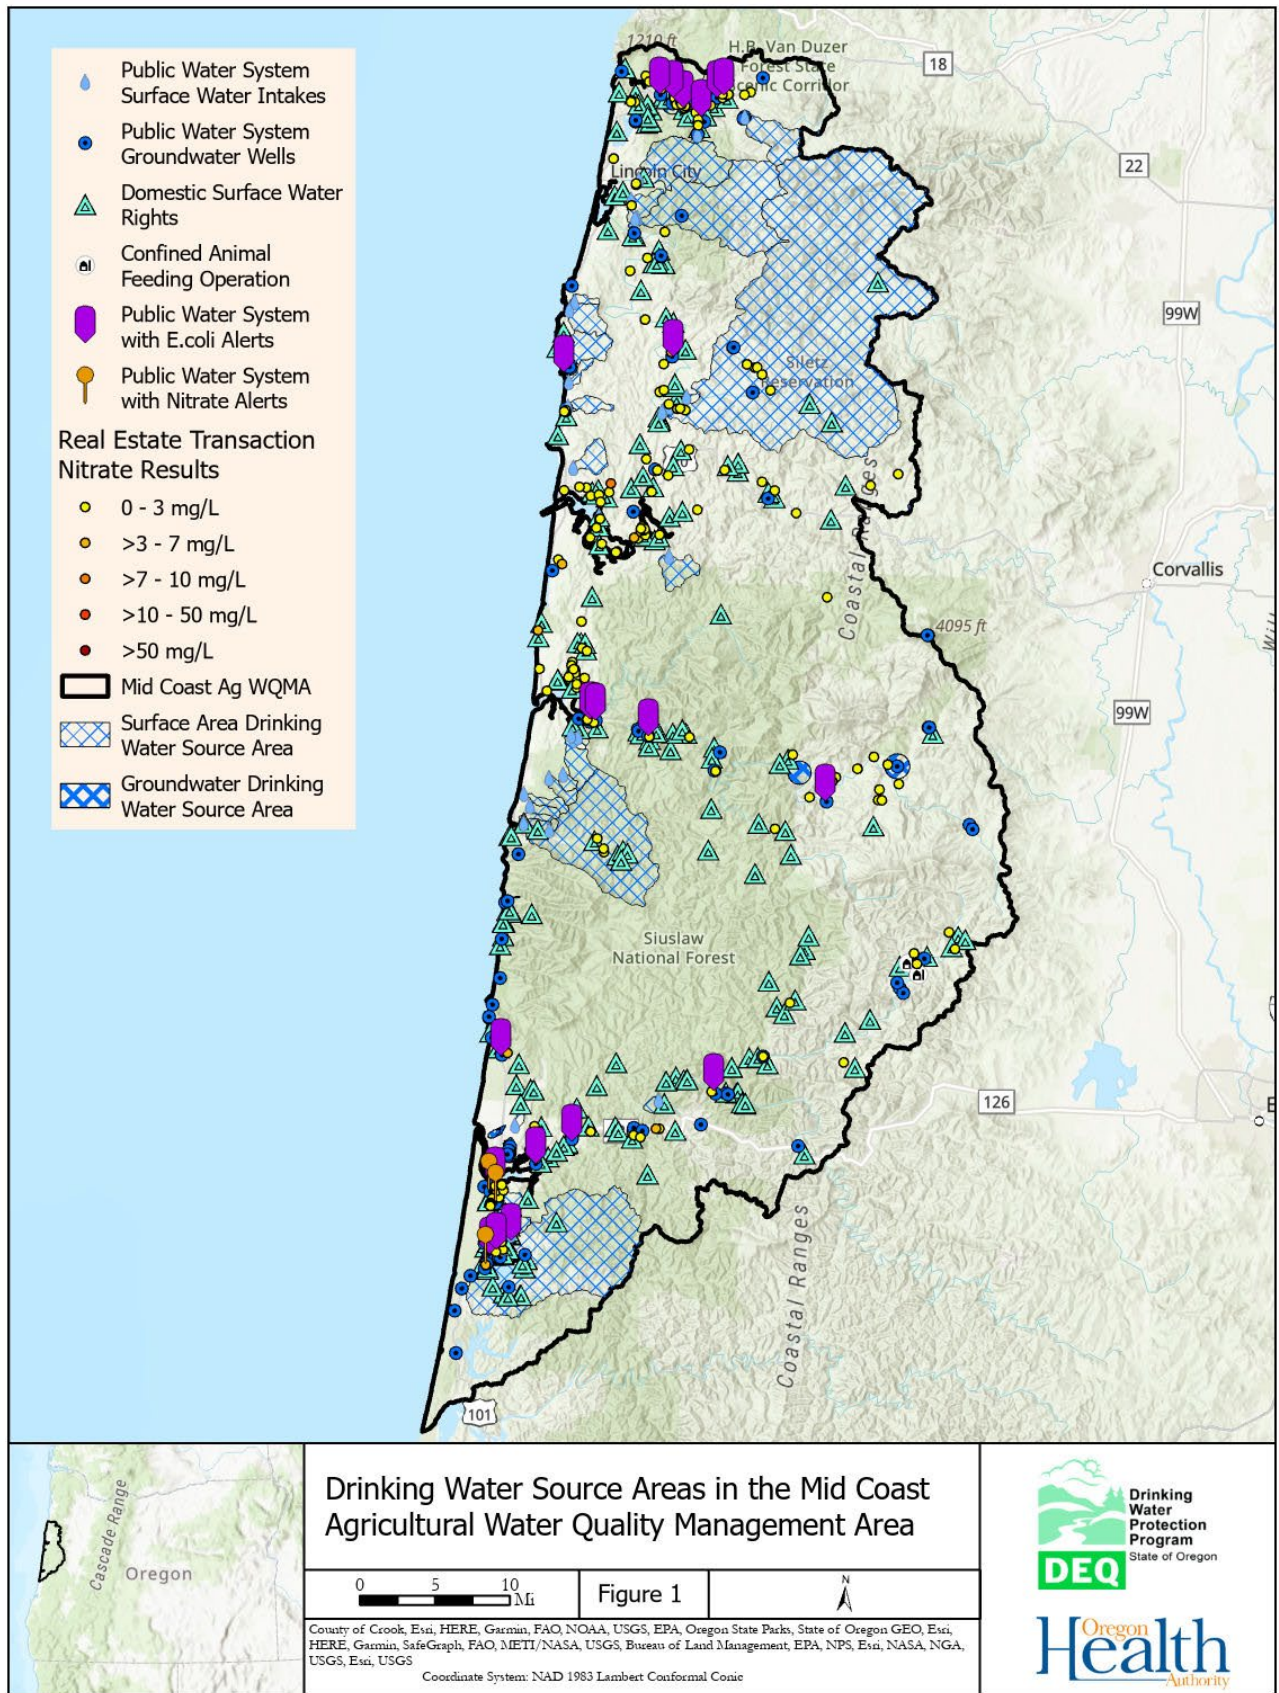 Public Water System
Surface Water Intakes
Public Water System
Groundwater Wells
Domestic Surface Water
Rights
Confined Animal
Feeding Operation
Public Water System
with E.coli Alerts
Public Water System
with Nitrate Alerts
Real Estate Transaction
Nitrate Results
0 - 3 mg/L
>3 - 7 mg/L
>7 - 10 mg/L
>10 - 50 mg/L
>50 mg/L
Mid Coast Ag WQMA
Surface Area Drinking
Water Source Area
Groundwater Drinking
Water Source Area
1210 ft
H.B. Van Duzer
Forest State
Scenic Corridor
18
22
Lincoln City
99W
Siletz
Reservation
Coastal Ranges
Corvallis
4095 ft
99W
Siuslaw
National Forest
126
E
Coastal Ranges
101
Cascade Range
Oregon
Drinking Water Source Areas in the Mid Coast
Agricultural Water Quality Management Area
0 5 10
Mi
Figure 1
N
County of Crook, Esri, HERE, Garmin, FAO, NOAA, USGS, EPA, Oregon State Parks, State of Oregon GEO, Esri,
HERE, Garmin, SafeGraph, FAO, METI/NASA, USGS, Bureau of Land Management, EPA, NPS, Esri, NASA, NGA,
USGS, Esri, USGS
Coordinate System: NAD 1983 Lambert Conformal Conic
Drinking
Water
Protection
Program
State of Oregon
DEQ
Oregon
Health
Authority